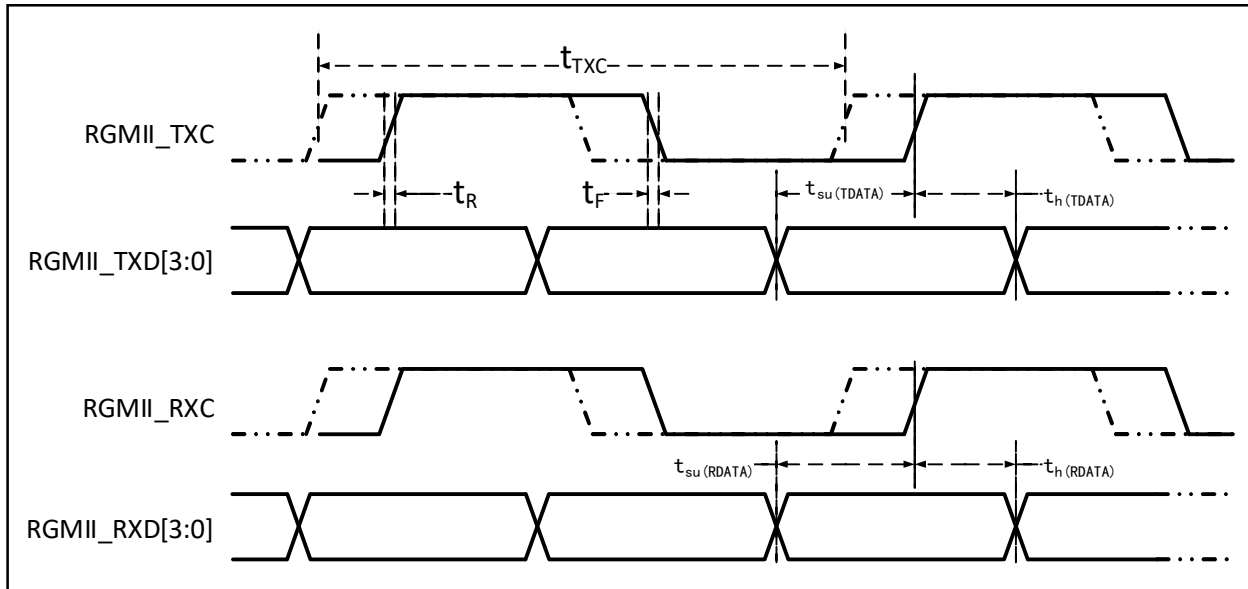 tTXC
RGMII_TXC
tR
tF
tsu(TDATA)
th(TDATA)
RGMII_TXD[3:0]
RGMII_RXC
tsu(RDATA)
th(RDATA)
RGMII_RXD[3:0]